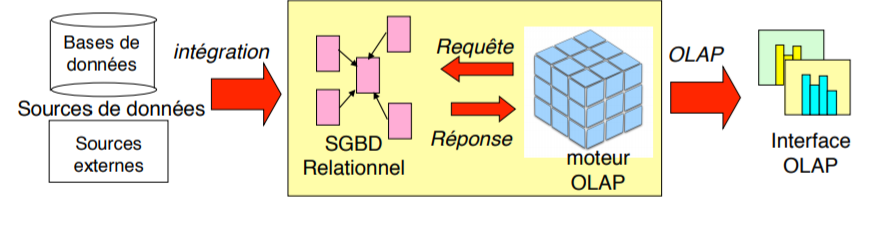 Bases de
données
intégration
Sources de données
Sources
externes
SGBD
Relationnel
Requête
Réponse
moteur
OLAP
OLAP
Interface
OLAP